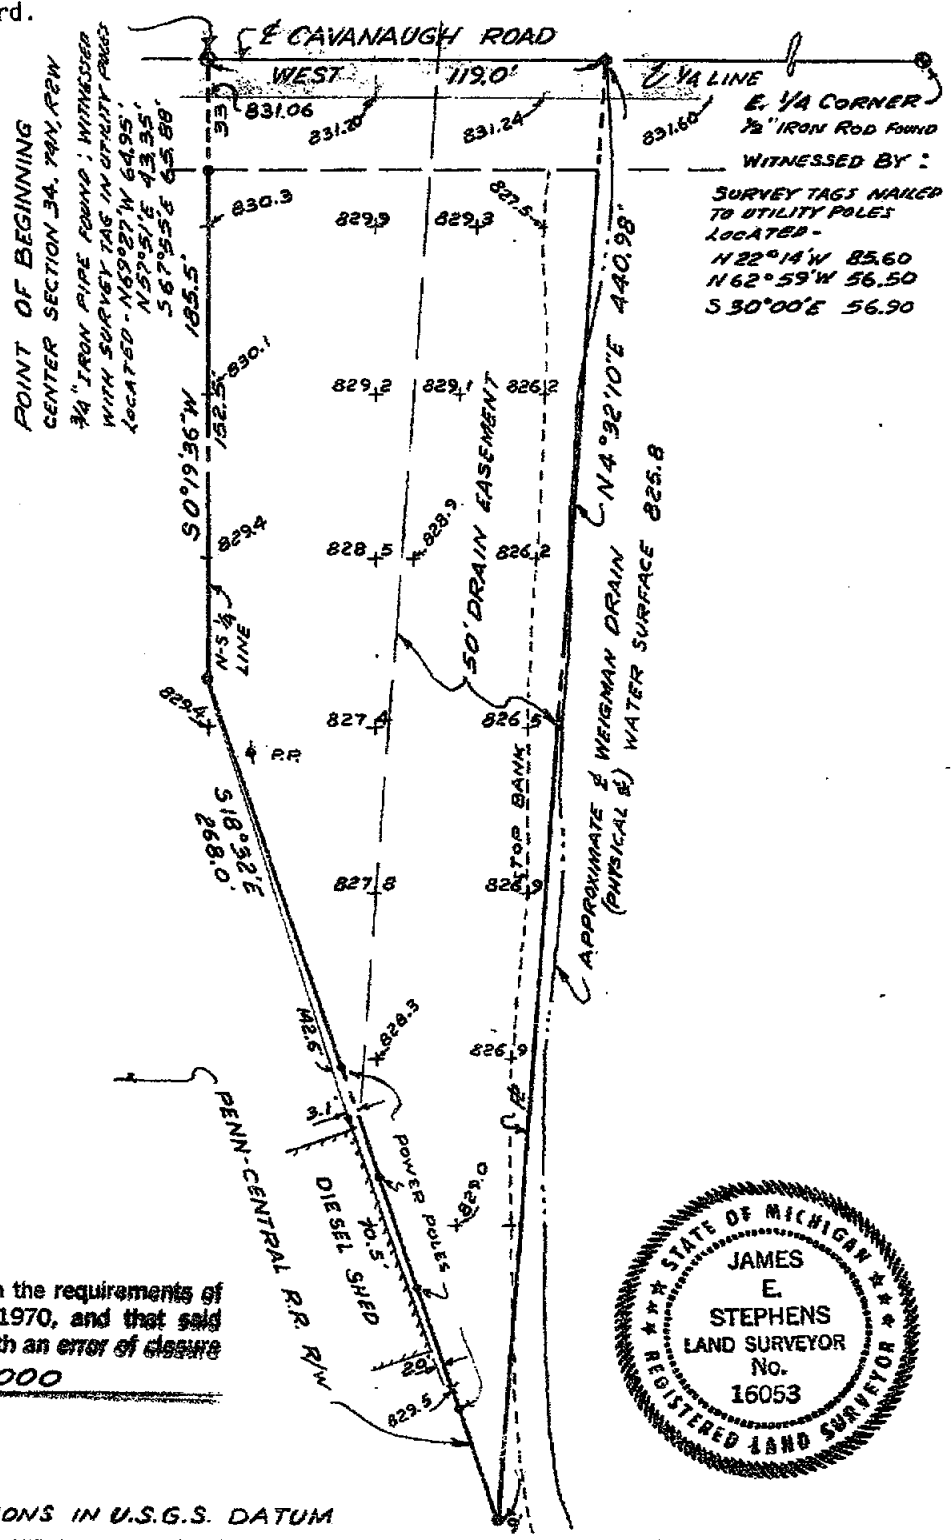 rd.
℄ CAVANAUGH ROAD
WEST 119.0'
℄ 1/4 LINE
33
831.06
831.20
831.24
831.60
E. 1/4 CORNER
1/2" IRON ROD FOUND
WITNESSED BY :
SURVEY TAGS NAILED
TO UTILITY POLES
LOCATED -
N 22°14'W 85.60
N 62°59'W 56.50
S 30°00'E 56.90
POINT OF BEGINNING
CENTER SECTION 34, T4N, R2W
3/4" IRON PIPE FOUND; WITNESSED
WITH SURVEY TAG IN UTILITY POLES
LOCATED - N69°27'W 64.95'
N57°51'E 43.35'
S67°55'E 65.88'
S 0°19'36"W 185.5'
152.5'
830.3
829.9
829.3
827.5
830.1
829.2
829.1
826.2
829.4
828.5
828.9
826.2
N-S 1/4
LINE
50' DRAIN EASEMENT
N 4°32'10"E 440.98'
APPROXIMATE ℄ WEIGMAN DRAIN
(PHYSICAL ℄) WATER SURFACE 825.8
829.4
P.P.
827.4
826.5
TOP BANK
S 18°32'E
268.0'
827.8
826.9
142.6'
828.3
826.9
℄
3.1'
POWER POLES
PENN-CENTRAL R.R. R/W
DIESEL SHED
70.5'
829.0
2.9'
829.5
n the requirements of
1970, and that said
th an error of closure
000
ONS IN U.S.G.S. DATUM
STATE OF MICHIGAN
JAMES
E.
STEPHENS
LAND SURVEYOR
No.
16053
REGISTERED LAND SURVEYOR